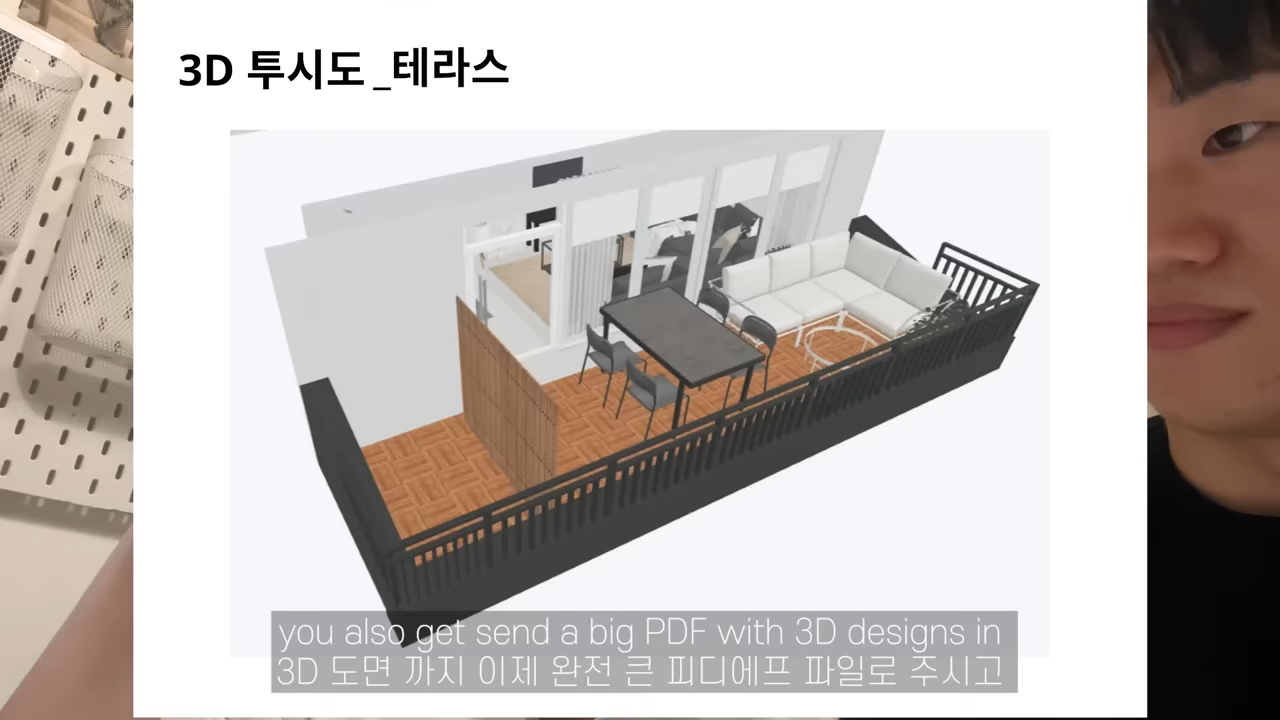 3D 투시도 _테라스
you also get send a big PDF with 3D designs in
3D 도면 까지 이제 완전 큰 피디에프 파일로 주시고